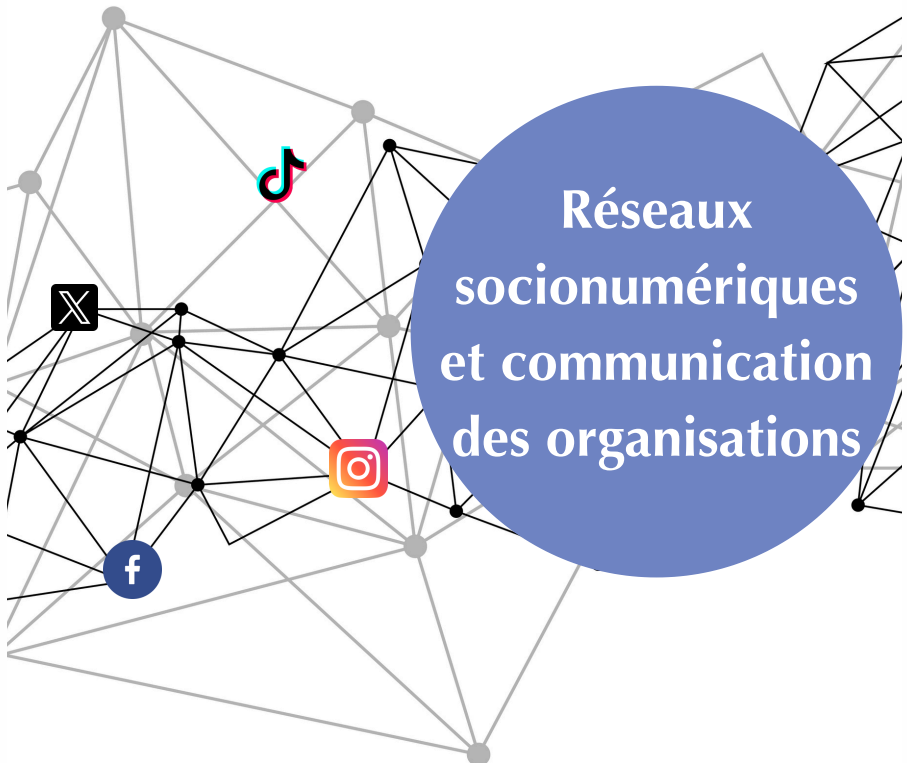 Réseaux
socionumériques
et communication
des organisations